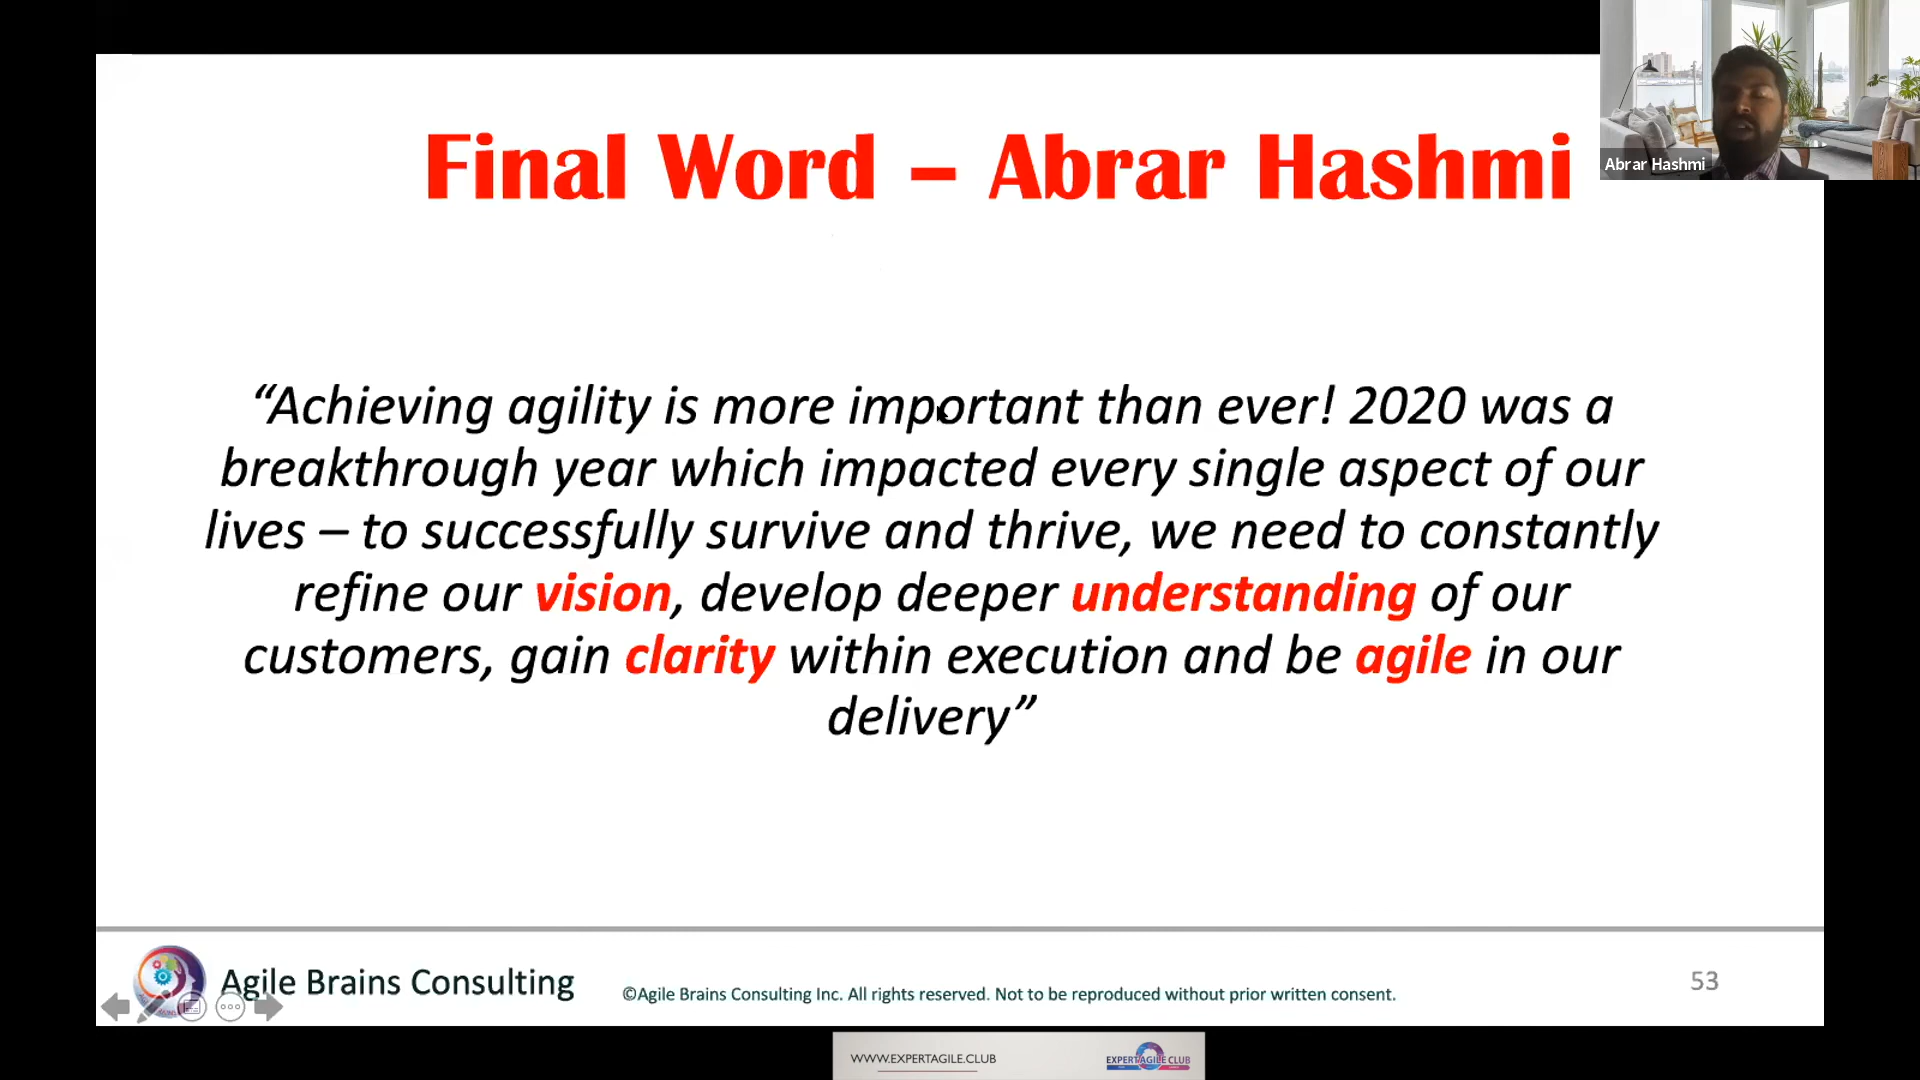 Final Word – Abrar Hashmi
Abrar Hashmi
“Achieving agility is more important than ever! 2020 was a
breakthrough year which impacted every single aspect of our
lives – to successfully survive and thrive, we need to constantly
refine our vision, develop deeper understanding of our
customers, gain clarity within execution and be agile in our
delivery”
Agile Brains Consulting
©Agile Brains Consulting Inc. All rights reserved. Not to be reproduced without prior written consent.
53
WWW.EXPERTAGILE.CLUB
EXPERTAGILE CLUB